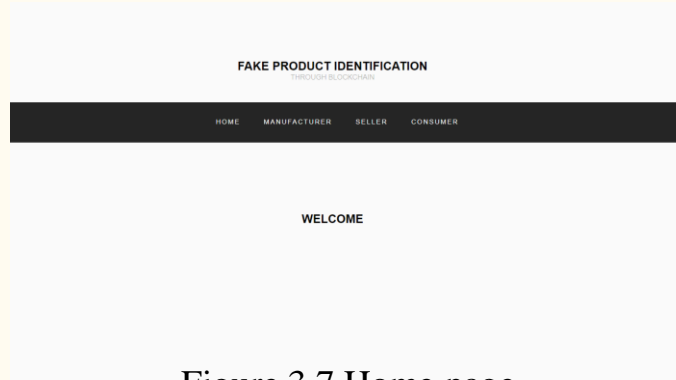 FAKE PRODUCT IDENTIFICATION
THROUGH BLOCKCHAIN
HOME MANUFACTURER SELLER CONSUMER
WELCOME
Figure 3.7 Home page